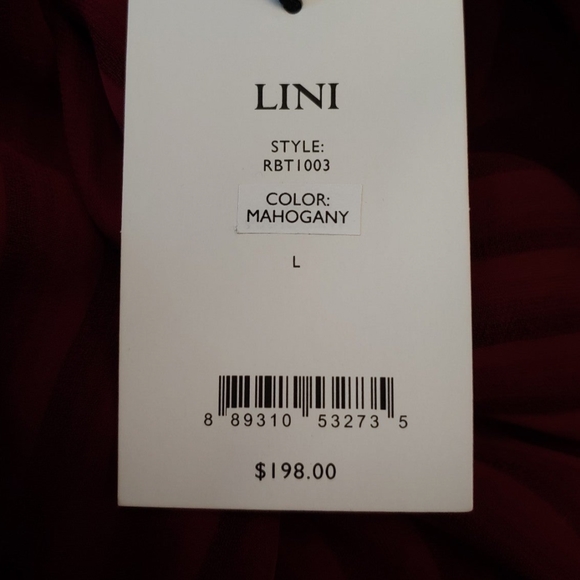 LINI
STYLE:
RBT1003
COLOR:
MAHOGANY
L
8 89310 53273 5
$198.00